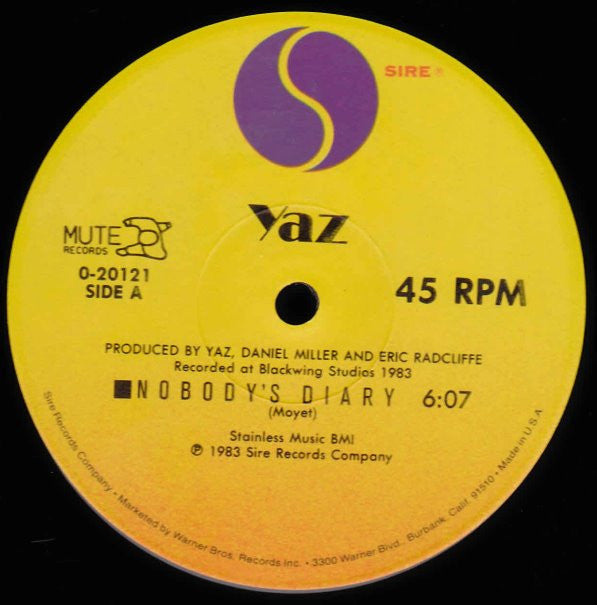 SIRE®
Yaz
MUTE
RECORDS
0-20121
SIDE A
45 RPM
PRODUCED BY YAZ, DANIEL MILLER AND ERIC RADCLIFFE
Recorded at Blackwing Studios 1983
NOBODY'S DIARY 6:07
(Moyet)
Stainless Music BMI
℗ 1983 Sire Records Company
Sire Records Company • Marketed by Warner Bros. Records Inc. • 3300 Warner Blvd., Burbank, Calif. 91510 • Made in U.S.A